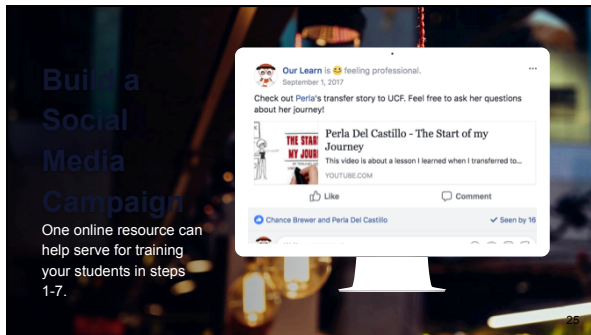 Build a
Social
Media
Campaign
One online resource can
help serve for training
your students in steps
1-7.
Our Learn is 😊 feeling professional.
September 1, 2017
Check out Perla's transfer story to UCF. Feel free to ask her questions
about her journey!
THE STAR
MY JOUR
Perla Del Castillo - The Start of my
Journey
This video is about a lesson I learned when I transferred to...
YOUTUBE.COM
Like
Comment
Chance Brewer and Perla Del Castillo
✓ Seen by 16
25